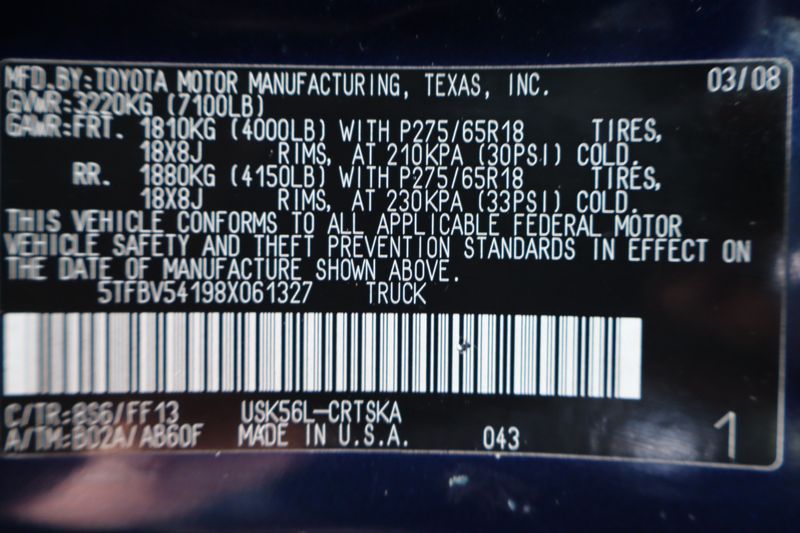 MFD.BY:TOYOTA MOTOR MANUFACTURING, TEXAS, INC. 03/08
GVWR:3220KG (7100LB)
GAWR:FRT. 1810KG (4000LB) WITH P275/65R18 TIRES,
18X8J RIMS, AT 210KPA (30PSI) COLD.
RR. 1880KG (4150LB) WITH P275/65R18 TIRES,
18X8J RIMS, AT 230KPA (33PSI) COLD.
THIS VEHICLE CONFORMS TO ALL APPLICABLE FEDERAL MOTOR
VEHICLE SAFETY AND THEFT PREVENTION STANDARDS IN EFFECT ON
THE DATE OF MANUFACTURE SHOWN ABOVE.
5TFBV54198X061327 TRUCK
C/TR:8S6/FF13 USK56L-CRTSKA
A/TM:B02A/AB60F MADE IN U.S.A. 043 1